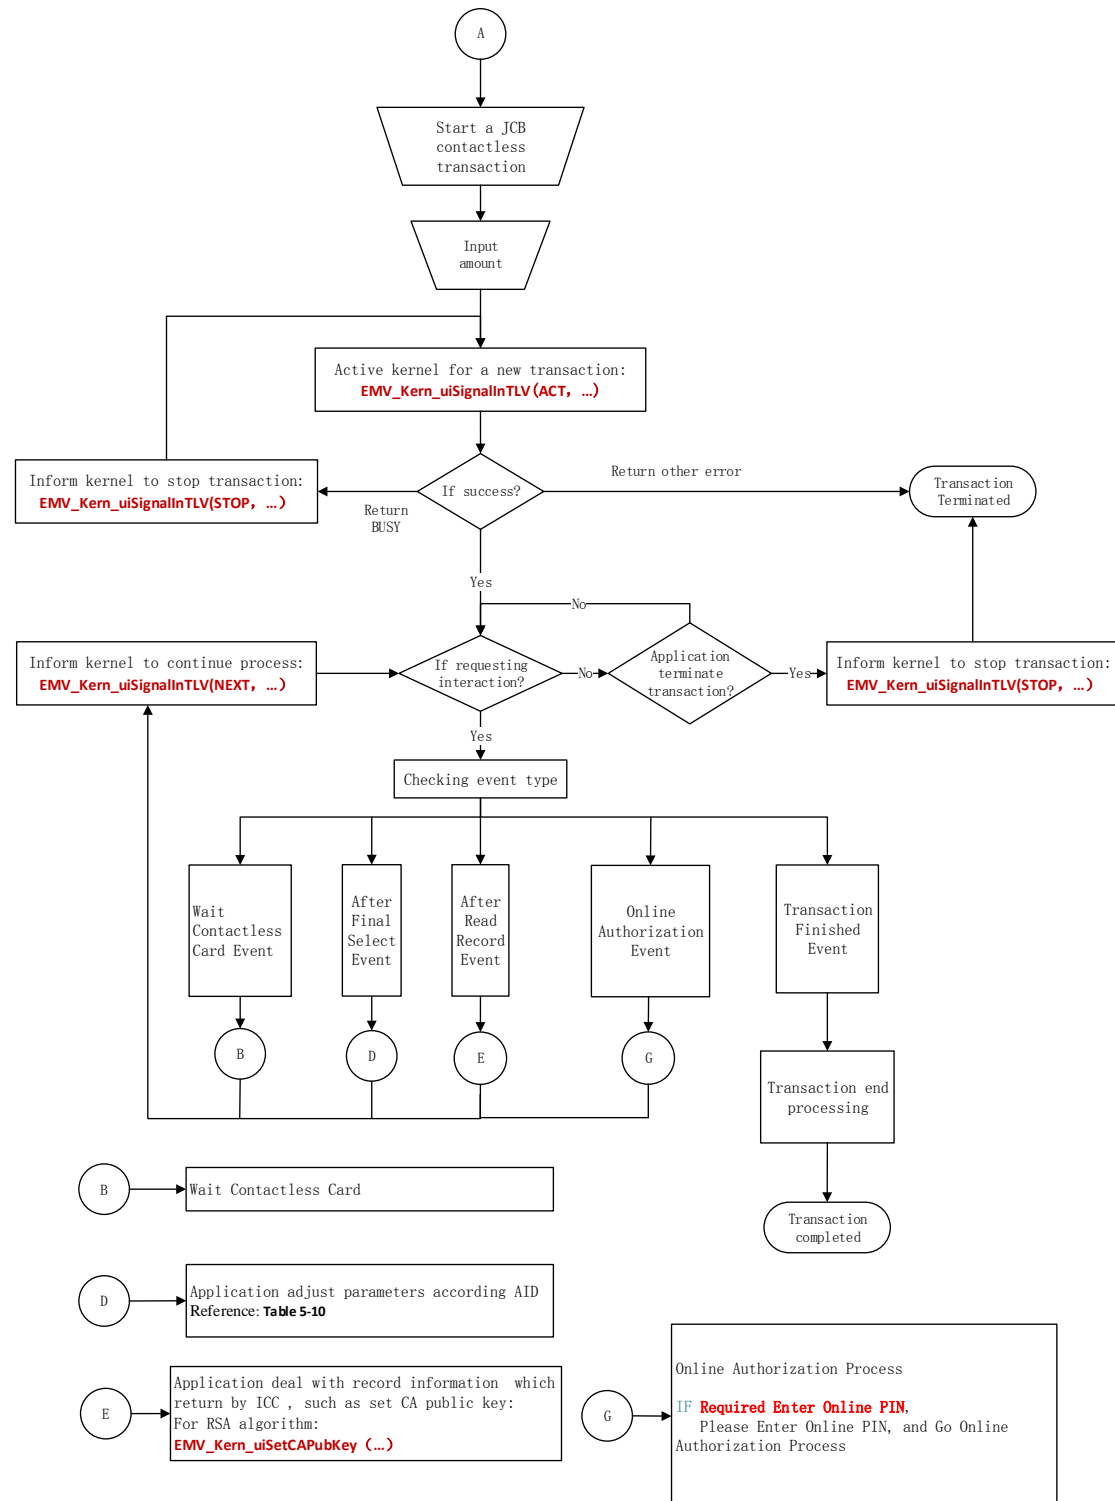 A
Start a JCB
contactless
transaction
Input
amount
Active kernel for a new transaction:
EMV_Kern_uiSignalInTLV(ACT, …)
Inform kernel to stop transaction:
EMV_Kern_uiSignalInTLV(STOP, …)
Return
BUSY
If success?
Return other error
Transaction
Terminated
Yes
No
Inform kernel to continue process:
EMV_Kern_uiSignalInTLV(NEXT, …)
If requesting
interaction?
No
Application
terminate
transaction?
Yes
Inform kernel to stop transaction:
EMV_Kern_uiSignalInTLV(STOP, …)
Yes
Checking event type
Wait
Contactless
Card Event
After
Final
Select
Event
After
Read
Record
Event
Online
Authorization
Event
Transaction
Finished
Event
B
D
E
G
Transaction end
processing
Transaction
completed
B
Wait Contactless Card
D
Application adjust parameters according AID
Reference: Table 5-10
E
Application deal with record information which
return by ICC , such as set CA public key:
For RSA algorithm:
EMV_Kern_uiSetCAPubKey (…)
G
Online Authorization Process
IF Required Enter Online PIN,
Please Enter Online PIN, and Go Online
Authorization Process